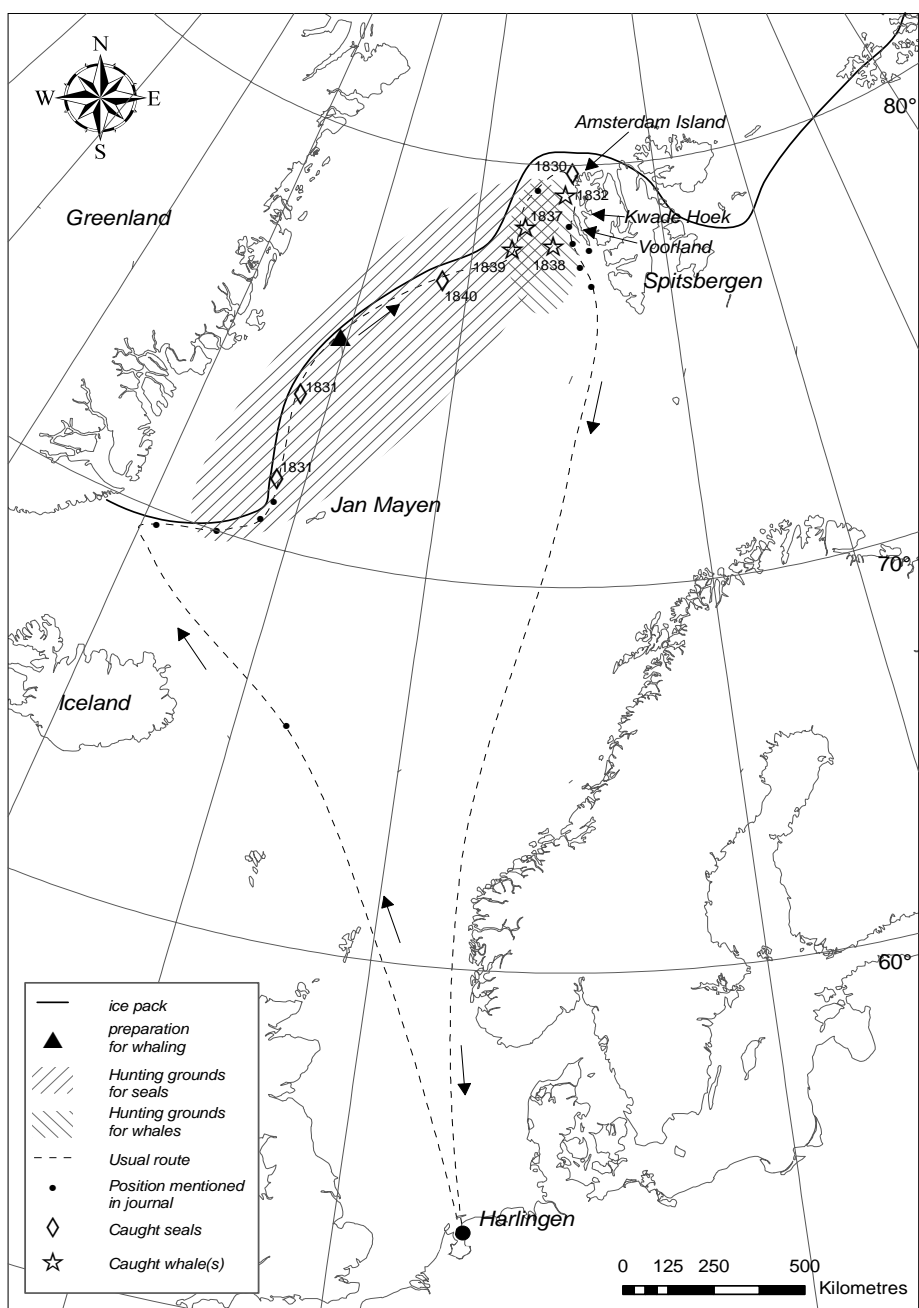 N
W E
S
80°
Amsterdam Island
1830
1832
Greenland
1837
Kwade Hoek
Voorland
1839
1838
Spitsbergen
1840
1831
1831
Jan Mayen
70°
Iceland
60°
ice pack
preparation
for whaling
Hunting grounds
for seals
Hunting grounds
for whales
Usual route
Position mentioned
in journal
Caught seals
Caught whale(s)
Harlingen
0 125 250 500
Kilometres